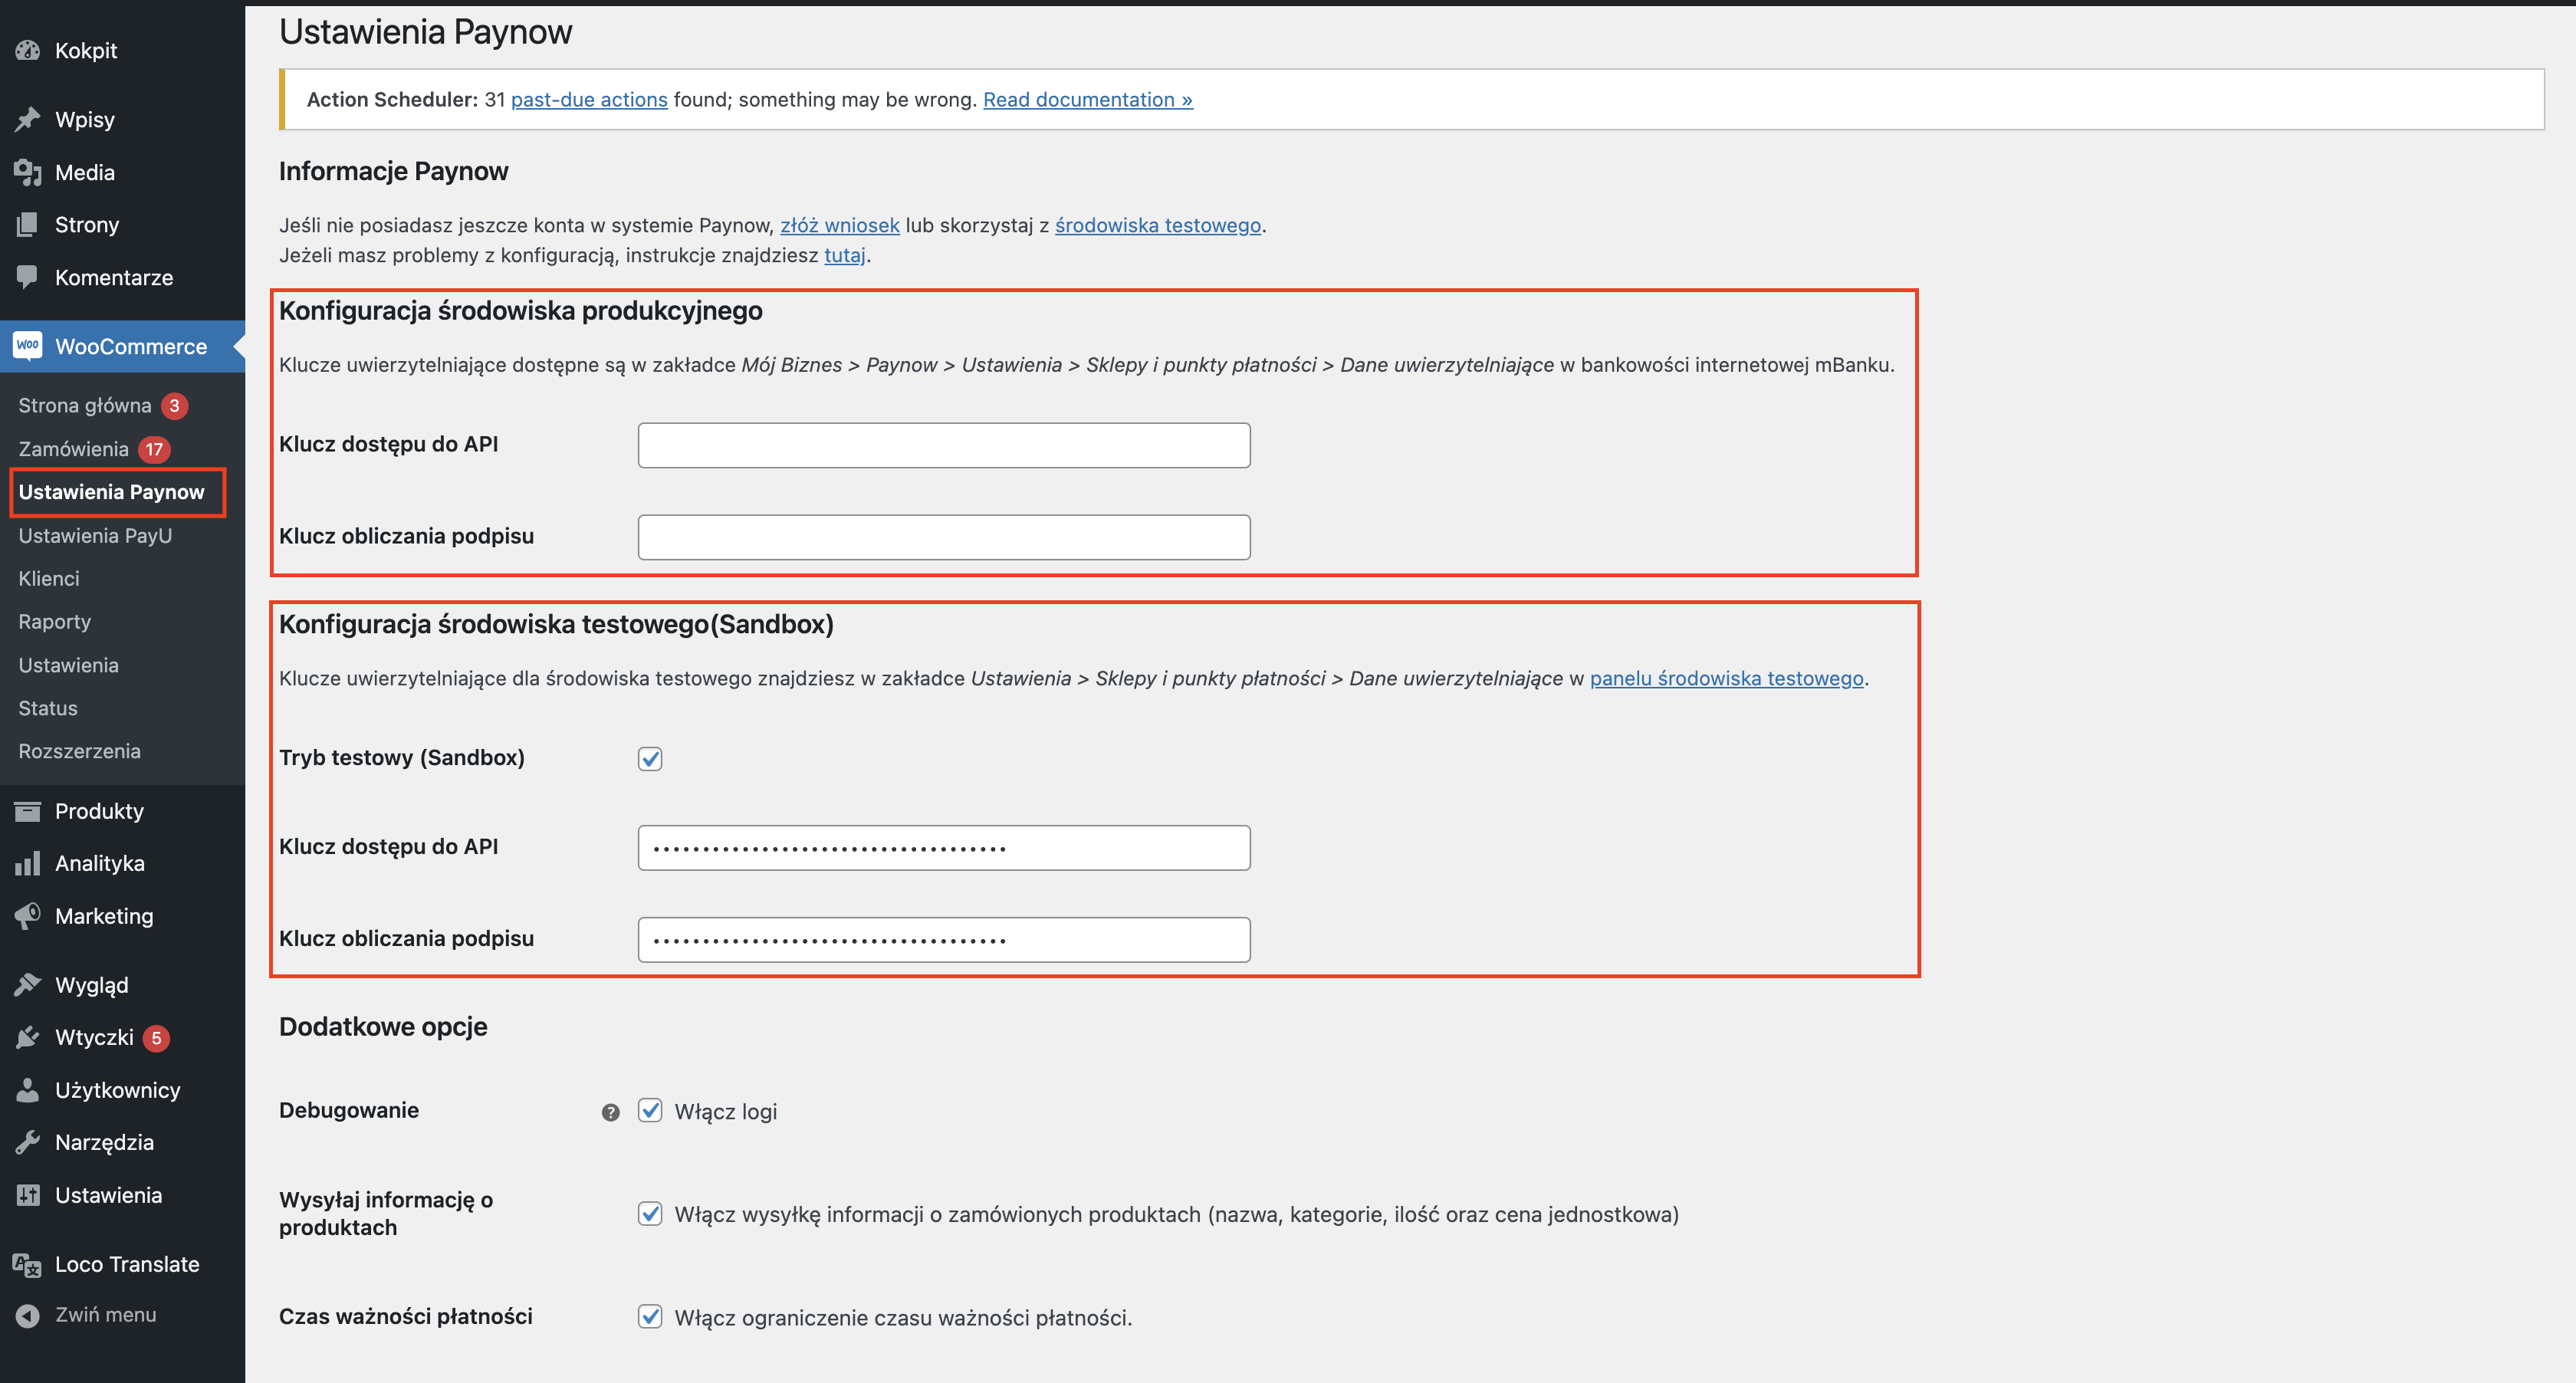 Kokpit
Wpisy
Media
Strony
Komentarze
Woo WooCommerce
Strona główna 3
Zamówienia 17
Ustawienia Paynow
Ustawienia PayU
Klienci
Raporty
Ustawienia
Status
Rozszerzenia
Produkty
Analityka
Marketing
Wygląd
Wtyczki 5
Użytkownicy
Narzędzia
Ustawienia
Loco Translate
Zwiń menu
Ustawienia Paynow
Action Scheduler: 31 past-due actions found; something may be wrong. Read documentation »
Informacje Paynow
Jeśli nie posiadasz jeszcze konta w systemie Paynow, złóż wniosek lub skorzystaj z środowiska testowego.
Jeżeli masz problemy z konfiguracją, instrukcje znajdziesz tutaj.
Konfiguracja środowiska produkcyjnego
Klucze uwierzytelniające dostępne są w zakładce Mój Biznes > Paynow > Ustawienia > Sklepy i punkty płatności > Dane uwierzytelniające w bankowości internetowej mBanku.
Klucz dostępu do API
Klucz obliczania podpisu
Konfiguracja środowiska testowego(Sandbox)
Klucze uwierzytelniające dla środowiska testowego znajdziesz w zakładce Ustawienia > Sklepy i punkty płatności > Dane uwierzytelniające w panelu środowiska testowego.
Tryb testowy (Sandbox)
Klucz dostępu do API ••••••••••••••••••••••••••••••••••••
Klucz obliczania podpisu ••••••••••••••••••••••••••••••••••••
Dodatkowe opcje
Debugowanie ? Włącz logi
Wysyłaj informację o
produktach
Włącz wysyłkę informacji o zamówionych produktach (nazwa, kategorie, ilość oraz cena jednostkowa)
Czas ważności płatności Włącz ograniczenie czasu ważności płatności.